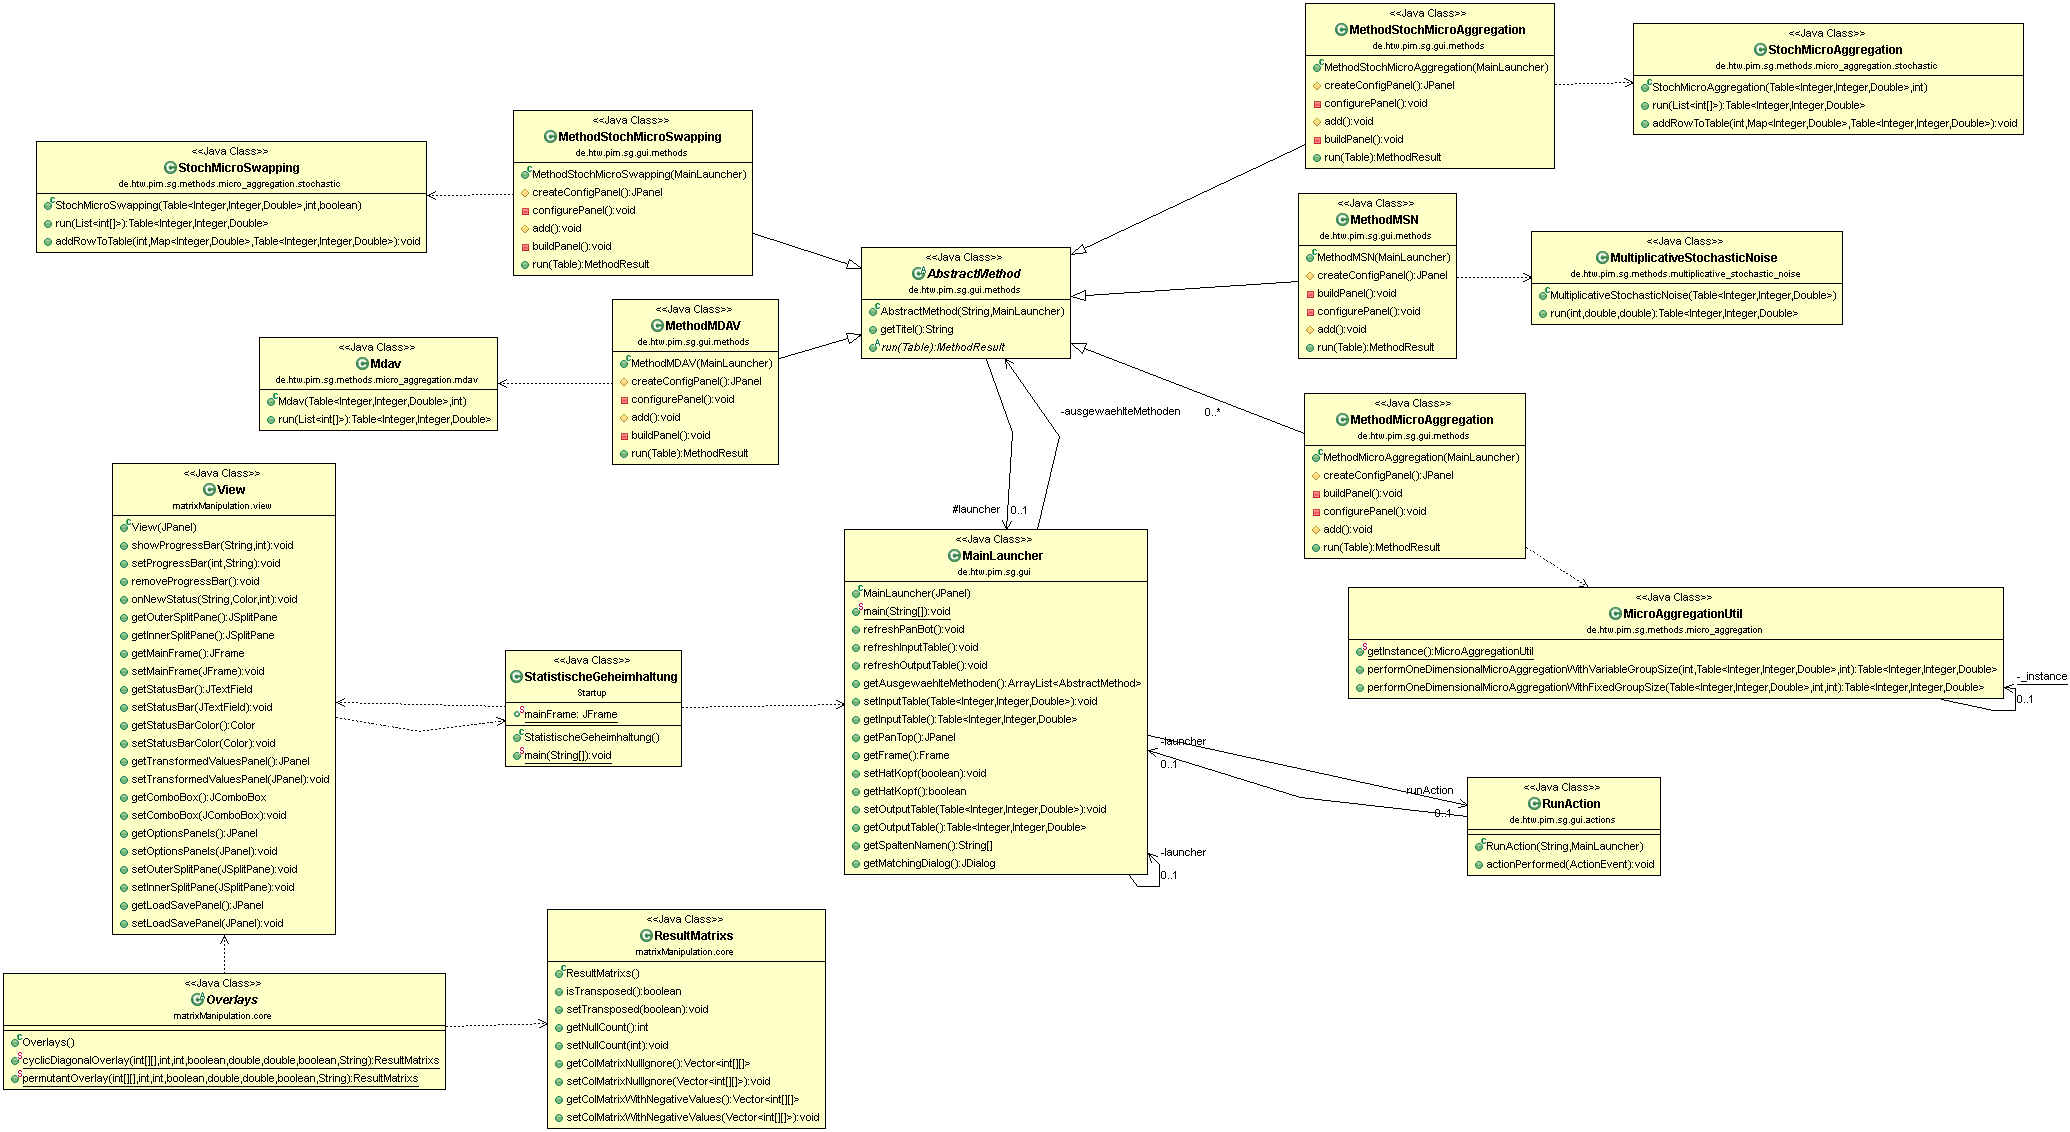 <<Java Class>>
MethodStochMicroAggregation
de.htw.pim.sg.gui.methods
MethodStochMicroAggregation(MainLauncher)
createConfigPanel():JPanel
configurePanel():void
add():void
buildPanel():void
run(Table):MethodResult
<<Java Class>>
StochMicroAggregation
de.htw.pim.sg.methods.micro_aggregation.stochastic
StochMicroAggregation(Table<Integer,Integer,Double>,int)
run(List<int[]>):Table<Integer,Integer,Double>
addRowToTable(int,Map<Integer,Double>,Table<Integer,Integer,Double>):void
<<Java Class>>
MethodStochMicroSwapping
de.htw.pim.sg.gui.methods
MethodStochMicroSwapping(MainLauncher)
createConfigPanel():JPanel
configurePanel():void
add():void
buildPanel():void
run(Table):MethodResult
<<Java Class>>
StochMicroSwapping
de.htw.pim.sg.methods.micro_aggregation.stochastic
StochMicroSwapping(Table<Integer,Integer,Double>,int,boolean)
run(List<int[]>):Table<Integer,Integer,Double>
addRowToTable(int,Map<Integer,Double>,Table<Integer,Integer,Double>):void
<<Java Class>>
AbstractMethod
de.htw.pim.sg.gui.methods
AbstractMethod(String,MainLauncher)
getTitel():String
run(Table):MethodResult
<<Java Class>>
MethodMSN
de.htw.pim.sg.gui.methods
MethodMSN(MainLauncher)
createConfigPanel():JPanel
buildPanel():void
configurePanel():void
add():void
run(Table):MethodResult
<<Java Class>>
MultiplicativeStochasticNoise
de.htw.pim.sg.methods.multiplicative_stochastic_noise
MultiplicativeStochasticNoise(Table<Integer,Integer,Double>)
run(int,double,double):Table<Integer,Integer,Double>
<<Java Class>>
MethodMDAV
de.htw.pim.sg.gui.methods
MethodMDAV(MainLauncher)
createConfigPanel():JPanel
configurePanel():void
add():void
buildPanel():void
run(Table):MethodResult
<<Java Class>>
Mdav
de.htw.pim.sg.methods.micro_aggregation.mdav
Mdav(Table<Integer,Integer,Double>,int)
run(List<int[]>):Table<Integer,Integer,Double>
-ausgewaehlteMethoden 0..*
#launcher 0..1
<<Java Class>>
MethodMicroAggregation
de.htw.pim.sg.gui.methods
MethodMicroAggregation(MainLauncher)
createConfigPanel():JPanel
buildPanel():void
configurePanel():void
add():void
run(Table):MethodResult
<<Java Class>>
View
matrixManipulation.view
View(JPanel)
showProgressBar(String,int):void
setProgressBar(int,String):void
removeProgressBar():void
onNewStatus(String,Color,int):void
getOuterSplitPane():JSplitPane
getInnerSplitPane():JSplitPane
getMainFrame():JFrame
setMainFrame(JFrame):void
getStatusBar():JTextField
setStatusBar(JTextField):void
getStatusBarColor():Color
setStatusBarColor(Color):void
getTransformedValuesPanel():JPanel
setTransformedValuesPanel(JPanel):void
getComboBox():JComboBox
setComboBox(JComboBox):void
getOptionsPanels():JPanel
setOptionsPanels(JPanel):void
setOuterSplitPane(JSplitPane):void
setInnerSplitPane(JSplitPane):void
getLoadSavePanel():JPanel
setLoadSavePanel(JPanel):void
<<Java Class>>
StatistischeGeheimhaltung
Startup
mainFrame: JFrame
StatistischeGeheimhaltung()
main(String[]):void
<<Java Class>>
MainLauncher
de.htw.pim.sg.gui
MainLauncher(JPanel)
main(String[]):void
refreshPanBot():void
refreshInputTable():void
refreshOutputTable():void
getAusgewaehlteMethoden():ArrayList<AbstractMethod>
setInputTable(Table<Integer,Integer,Double>):void
getInputTable():Table<Integer,Integer,Double>
getPanTop():JPanel
getFrame():Frame
setHatKopf(boolean):void
getHatKopf():boolean
setOutputTable(Table<Integer,Integer,Double>):void
getOutputTable():Table<Integer,Integer,Double>
getSpaltenNamen():String[]
getMatchingDialog():JDialog
<<Java Class>>
MicroAggregationUtil
de.htw.pim.sg.methods.micro_aggregation
getInstance():MicroAggregationUtil
performOneDimensionalMicroAggregationWithVariableGroupSize(int,Table<Integer,Integer,Double>,int):Table<Integer,Integer,Double>
performOneDimensionalMicroAggregationWithFixedGroupSize(Table<Integer,Integer,Double>,int,int):Table<Integer,Integer,Double>
-_instance
0..1
-launcher
0..1
runAction
0..1
-launcher
0..1
<<Java Class>>
RunAction
de.htw.pim.sg.gui.actions
RunAction(String,MainLauncher)
actionPerformed(ActionEvent):void
<<Java Class>>
Overlays
matrixManipulation.core
Overlays()
cyclicDiagonalOverlay(int[][],int,int,boolean,double,double,boolean,String):ResultMatrixs
permutantOverlay(int[][],int,int,boolean,double,double,boolean,String):ResultMatrixs
<<Java Class>>
ResultMatrixs
matrixManipulation.core
ResultMatrixs()
isTransposed():boolean
setTransposed(boolean):void
getNullCount():int
setNullCount(int):void
getColMatrixNullIgnore():Vector<int[][]>
setColMatrixNullIgnore(Vector<int[][]>):void
getColMatrixWithNegativeValues():Vector<int[][]>
setColMatrixWithNegativeValues(Vector<int[][]>):void